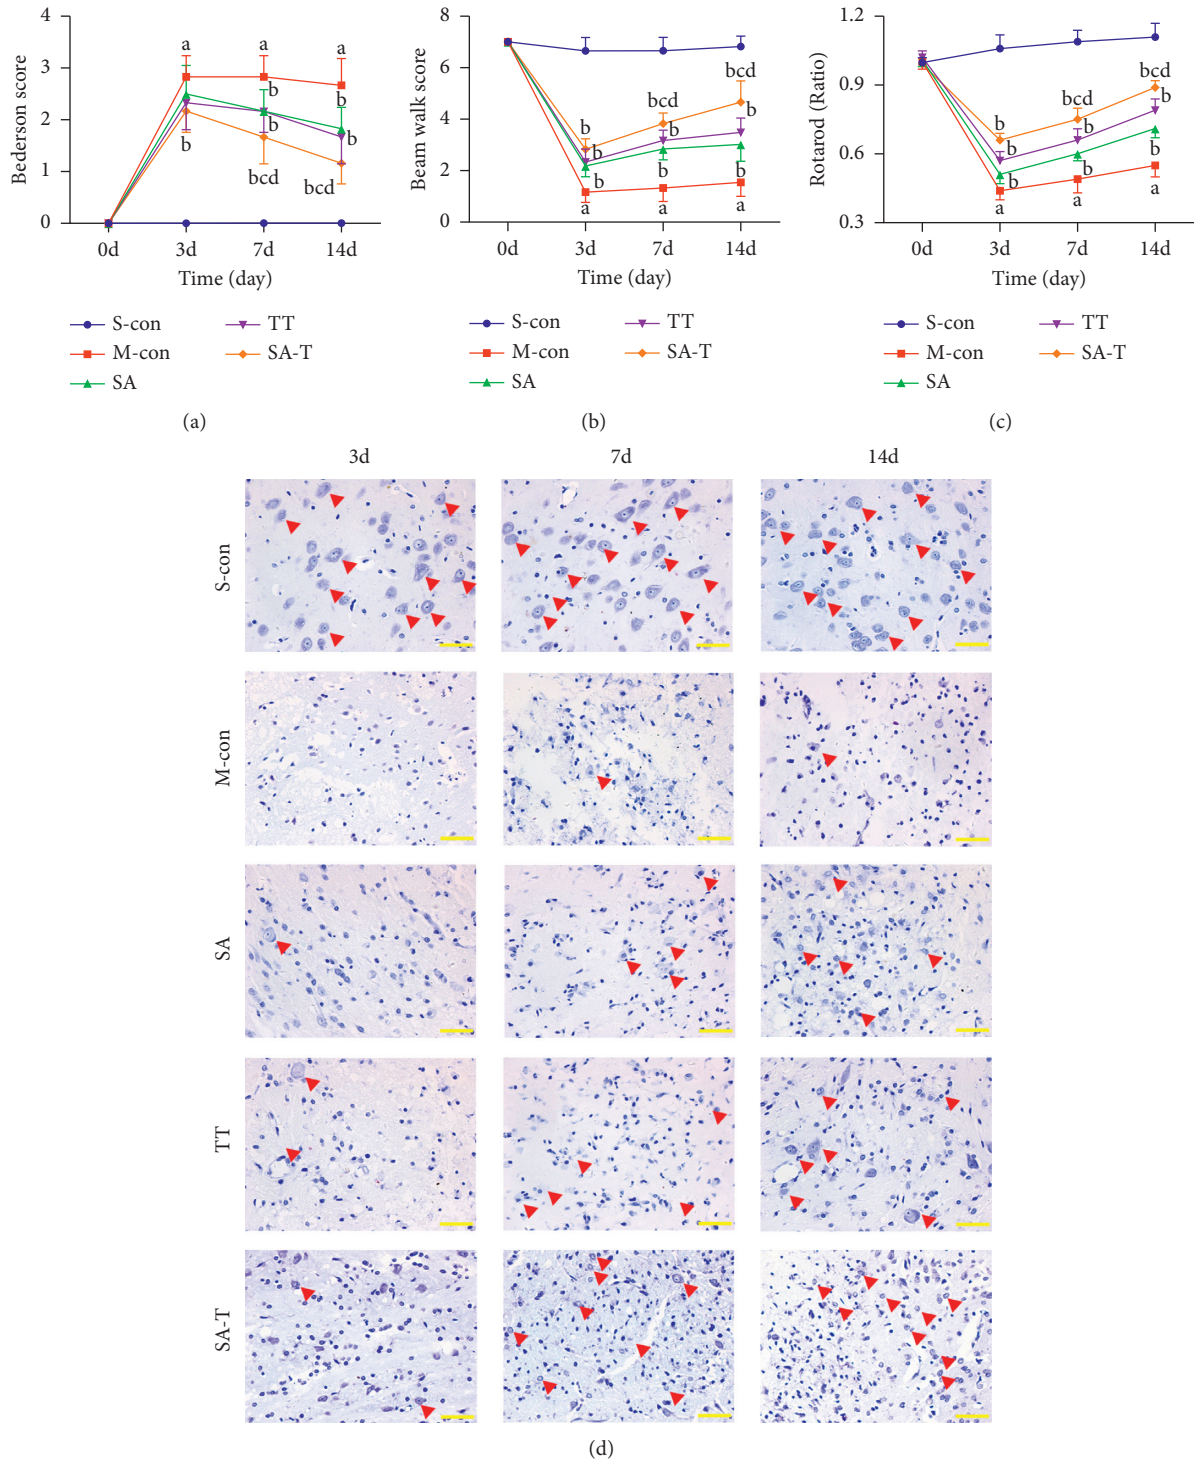 4
3
2
1
0
Bederson score
a
a
a
b
b
b
b
b
bcd
bcd
0d
3d
7d
14d
Time (day)
S-con
M-con
SA
TT
SA-T
(a)
8
6
4
2
0
Beam walk score
bcd
bcd
b
b
b
b
b
b
b
a
a
a
0d
3d
7d
14d
Time (day)
S-con
M-con
SA
TT
SA-T
(b)
1.2
0.9
0.6
0.3
Rotarod (Ratio)
bcd
bcd
b
b
b
b
b
b
b
a
a
a
0d
3d
7d
14d
Time (day)
S-con
M-con
SA
TT
SA-T
(c)
3d
7d
14d
S-con
M-con
SA
TT
SA-T
(d)